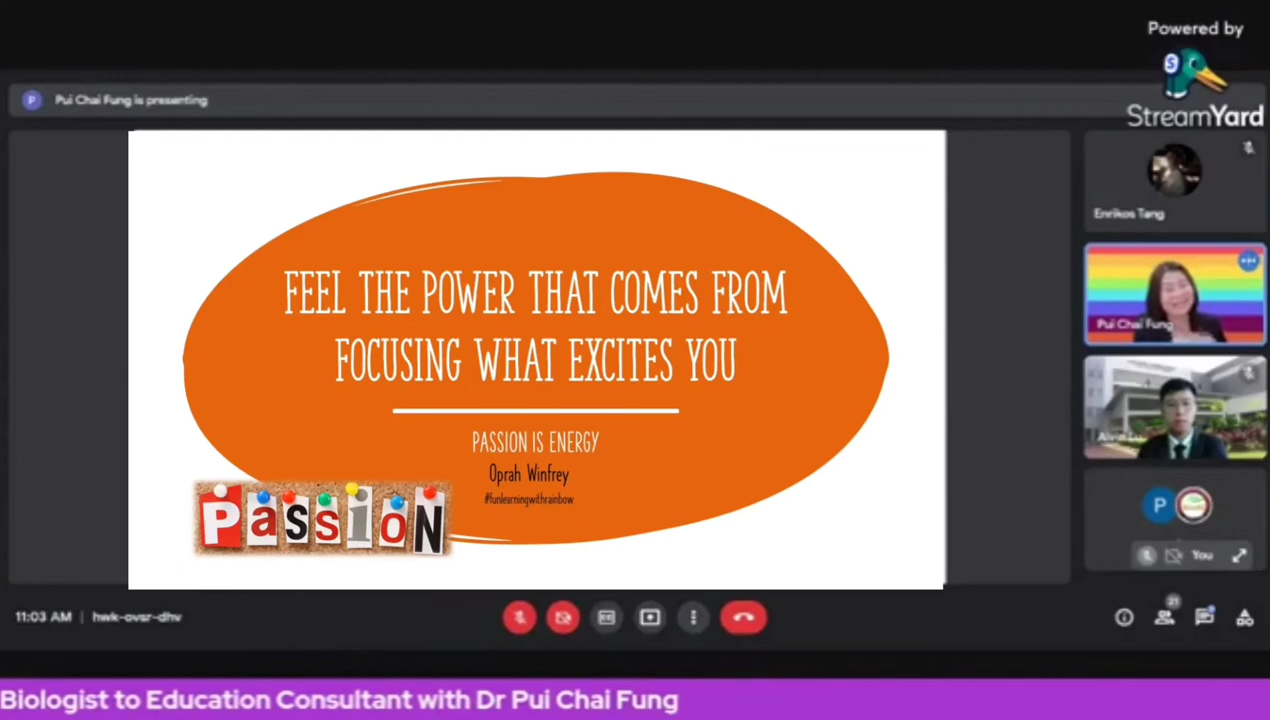 Powered by
StreamYard
Pui Chai Fung is presenting
P
S
Enrikos Tang
Pui Chai Fung
FEEL THE POWER THAT COMES FROM
FOCUSING WHAT EXCITES YOU
PASSION IS ENERGY
Oprah Winfrey
#funlearningwithrainbow
PassioN
P
You
11:03 AM | hwk-ovsr-dhv
21
Biologist to Education Consultant with Dr Pui Chai Fung